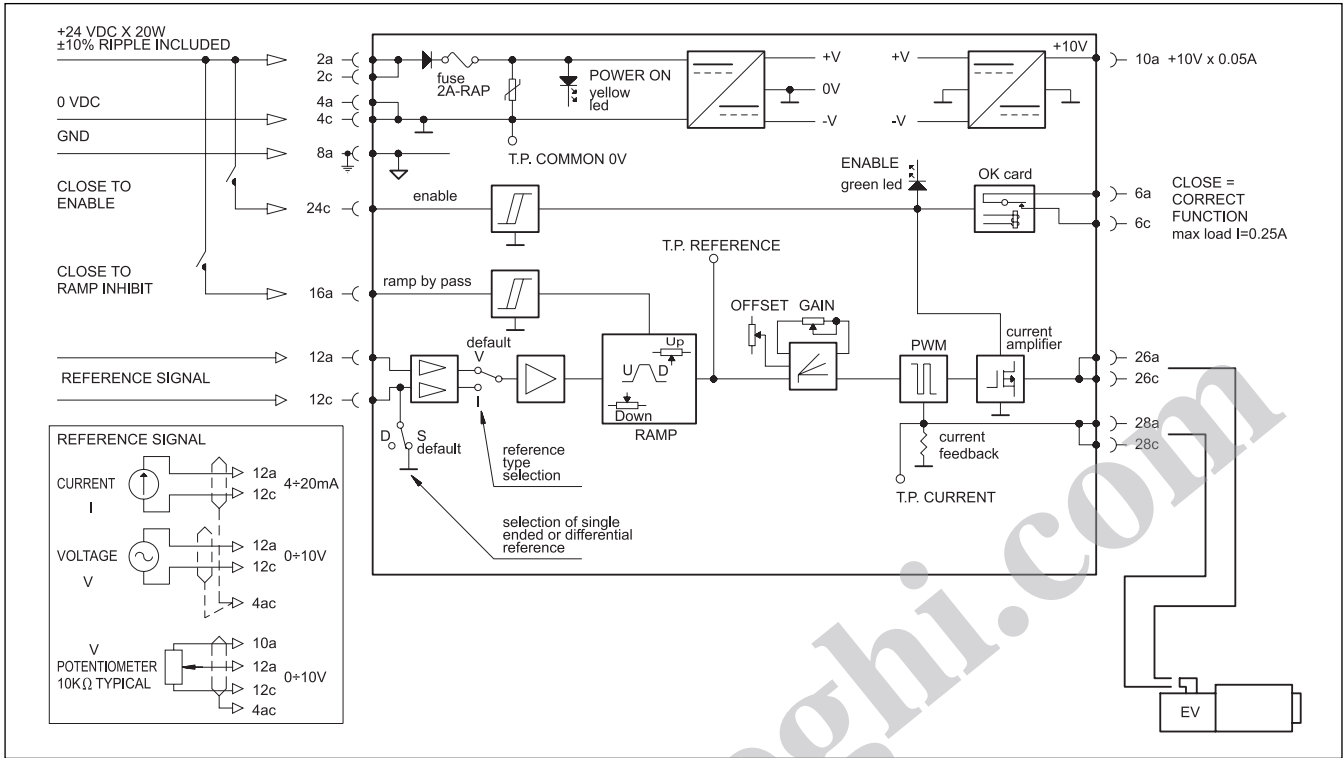 +24 VDC X 20W
±10% RIPPLE INCLUDED
2a
2c
fuse
2A-RAP
POWER ON
yellow
led
+V
0V
-V
+V
-V
+10V
10a +10V x 0.05A
0 VDC
4a
4c
GND
8a
T.P. COMMON 0V
CLOSE TO
ENABLE
24c
enable
ENABLE
green led
OK card
6a
6c
CLOSE =
CORRECT
FUNCTION
max load I=0.25A
T.P. REFERENCE
CLOSE TO
RAMP INHIBIT
16a
ramp by pass
OFFSET GAIN
default
V
I
Up
U D
Down
RAMP
PWM
current
amplifier
12a
REFERENCE SIGNAL
12c
26a
26c
28a
28c
D
S
default
reference
type
selection
current
feedback
T.P. CURRENT
selection of single
ended or differential
reference
REFERENCE SIGNAL
CURRENT
I
12a
12c
4÷20mA
VOLTAGE
V
12a
12c
0÷10V
4ac
V
POTENTIOMETER
10KΩ TYPICAL
10a
12a
12c
0÷10V
4ac
EV
ghi.com